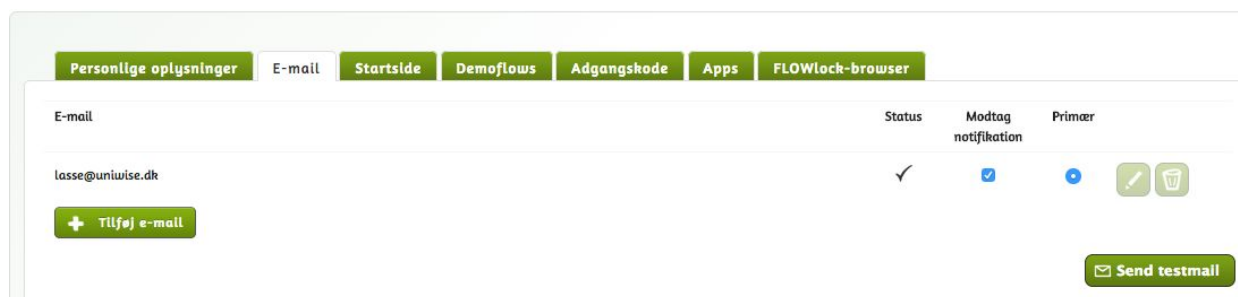 Personlige oplysninger E-mail Startside Demoflows Adgangskode Apps FLOWlock-browser
E-mail Status Modtag notifikation Primær
lasse@uniwise.dk
Tilføj e-mail
Send testmail